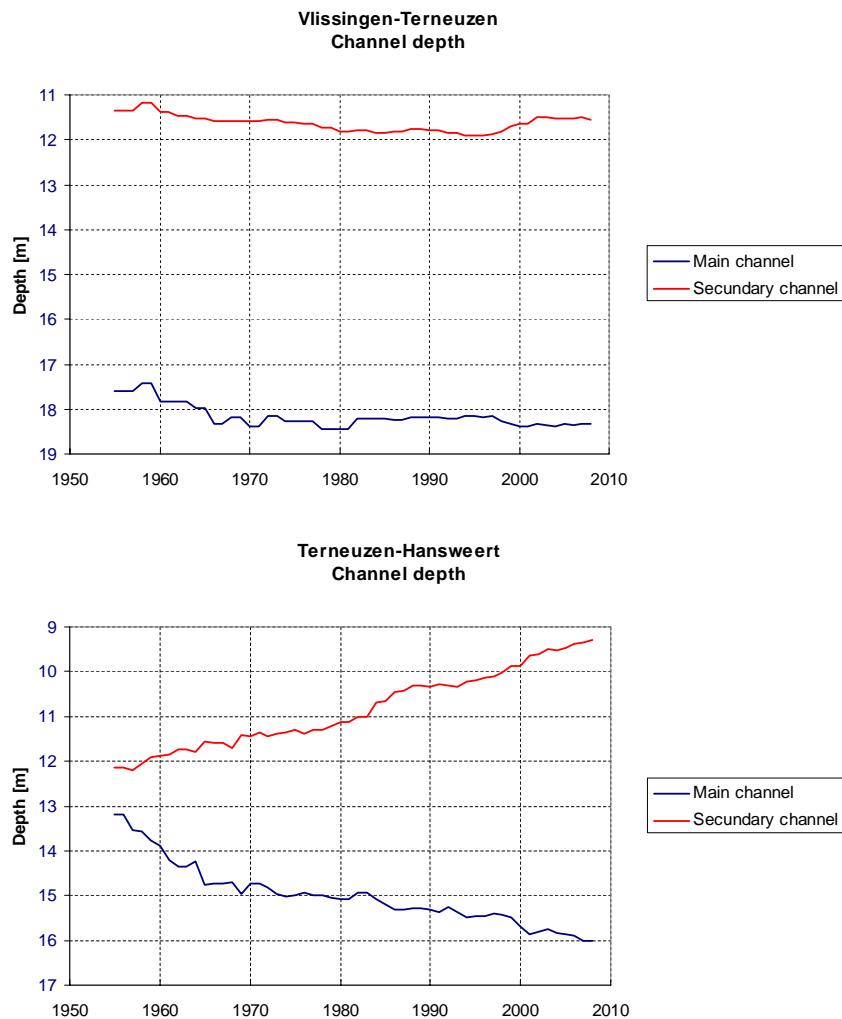 Vlissingen-Terneuzen
Channel depth
Depth [m]
11
12
13
14
15
16
17
18
19
1950 1960 1970 1980 1990 2000 2010
Main channel
Secundary channel
Terneuzen-Hansweert
Channel depth
Depth [m]
9
10
11
12
13
14
15
16
17
1950 1960 1970 1980 1990 2000 2010
Main channel
Secundary channel